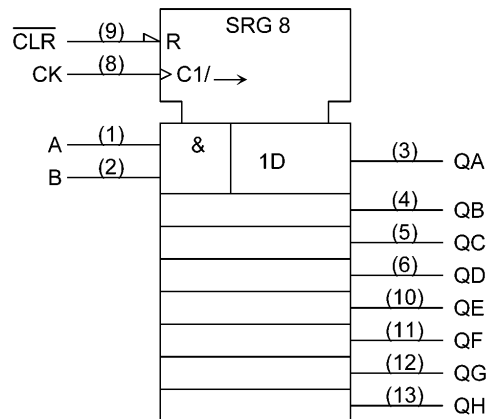 SRG 8
C̅L̅R̅ (9) R
CK (8) C1/ →
A (1) & 1D (3) QA
B (2)
(4) QB
(5) QC
(6) QD
(10) QE
(11) QF
(12) QG
(13) QH